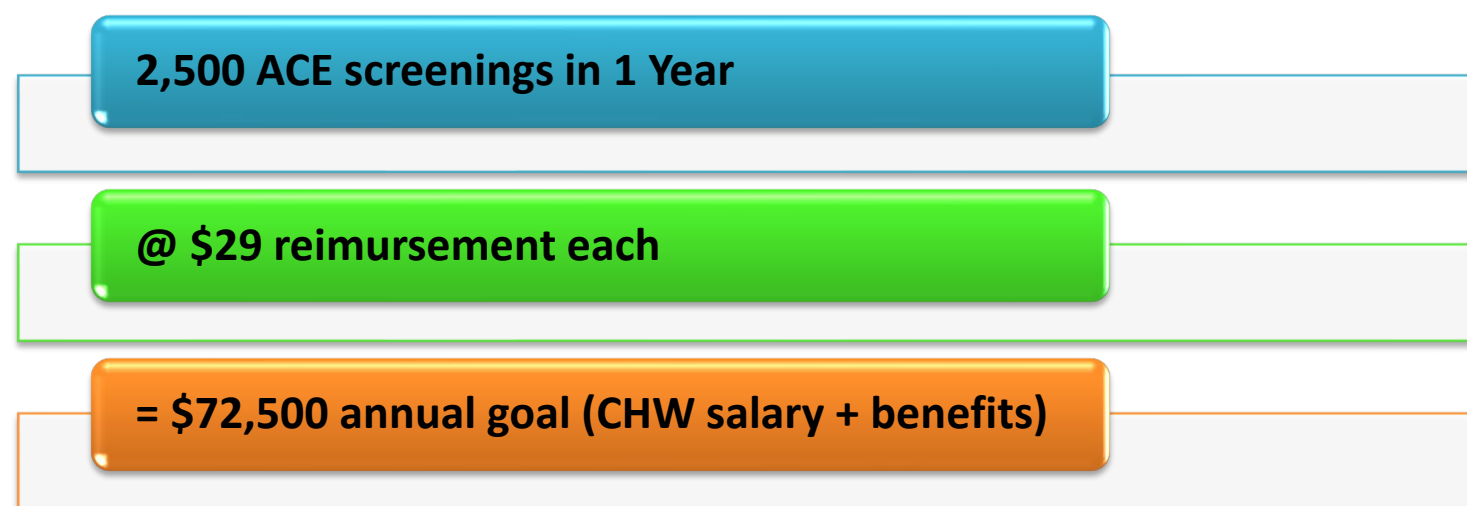 2,500 ACE screenings in 1 Year
@ $29 reimursement each
= $72,500 annual goal (CHW salary + benefits)